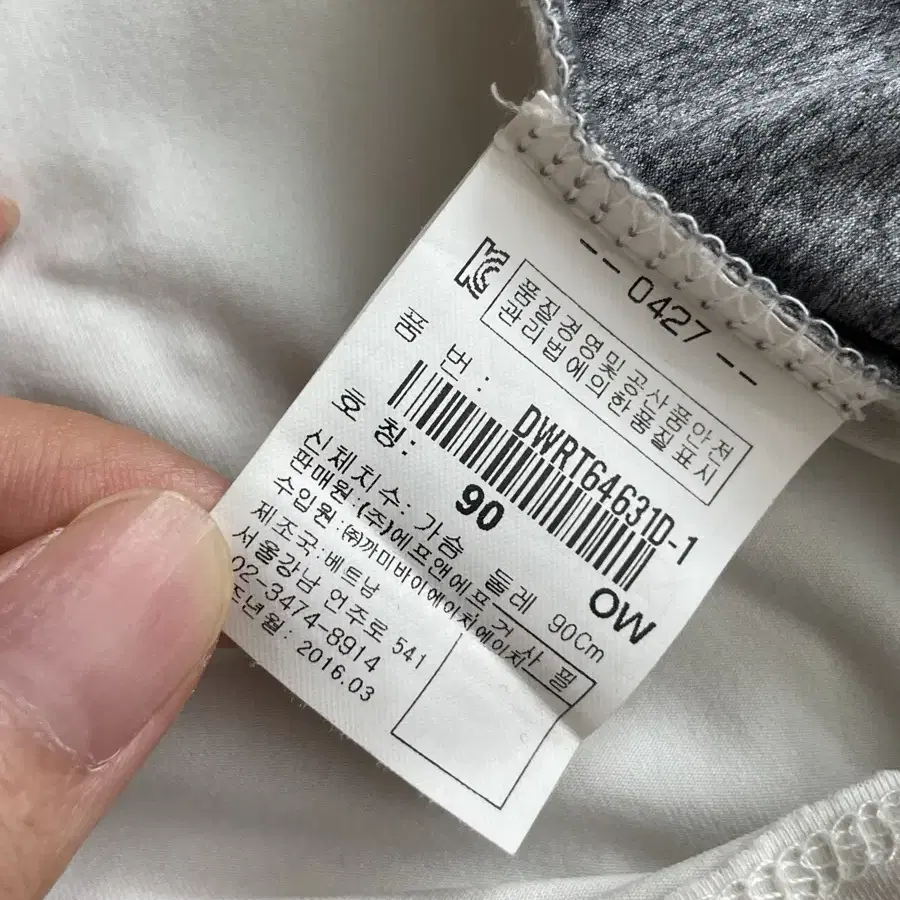 -- 0427 --
품질경영및공산품안전
관리법에의한품질표시
품 번: DWRT64631D-1
호 칭: 90 OW
신체치수: 가슴 둘레 90Cm
판매원:(주)에프앤에프
수입원:㈜까미바이에이치에이치
제조국:베트남
서울강남 언주로 541
02-3474-8914
년월: 2016.03
검 사 필